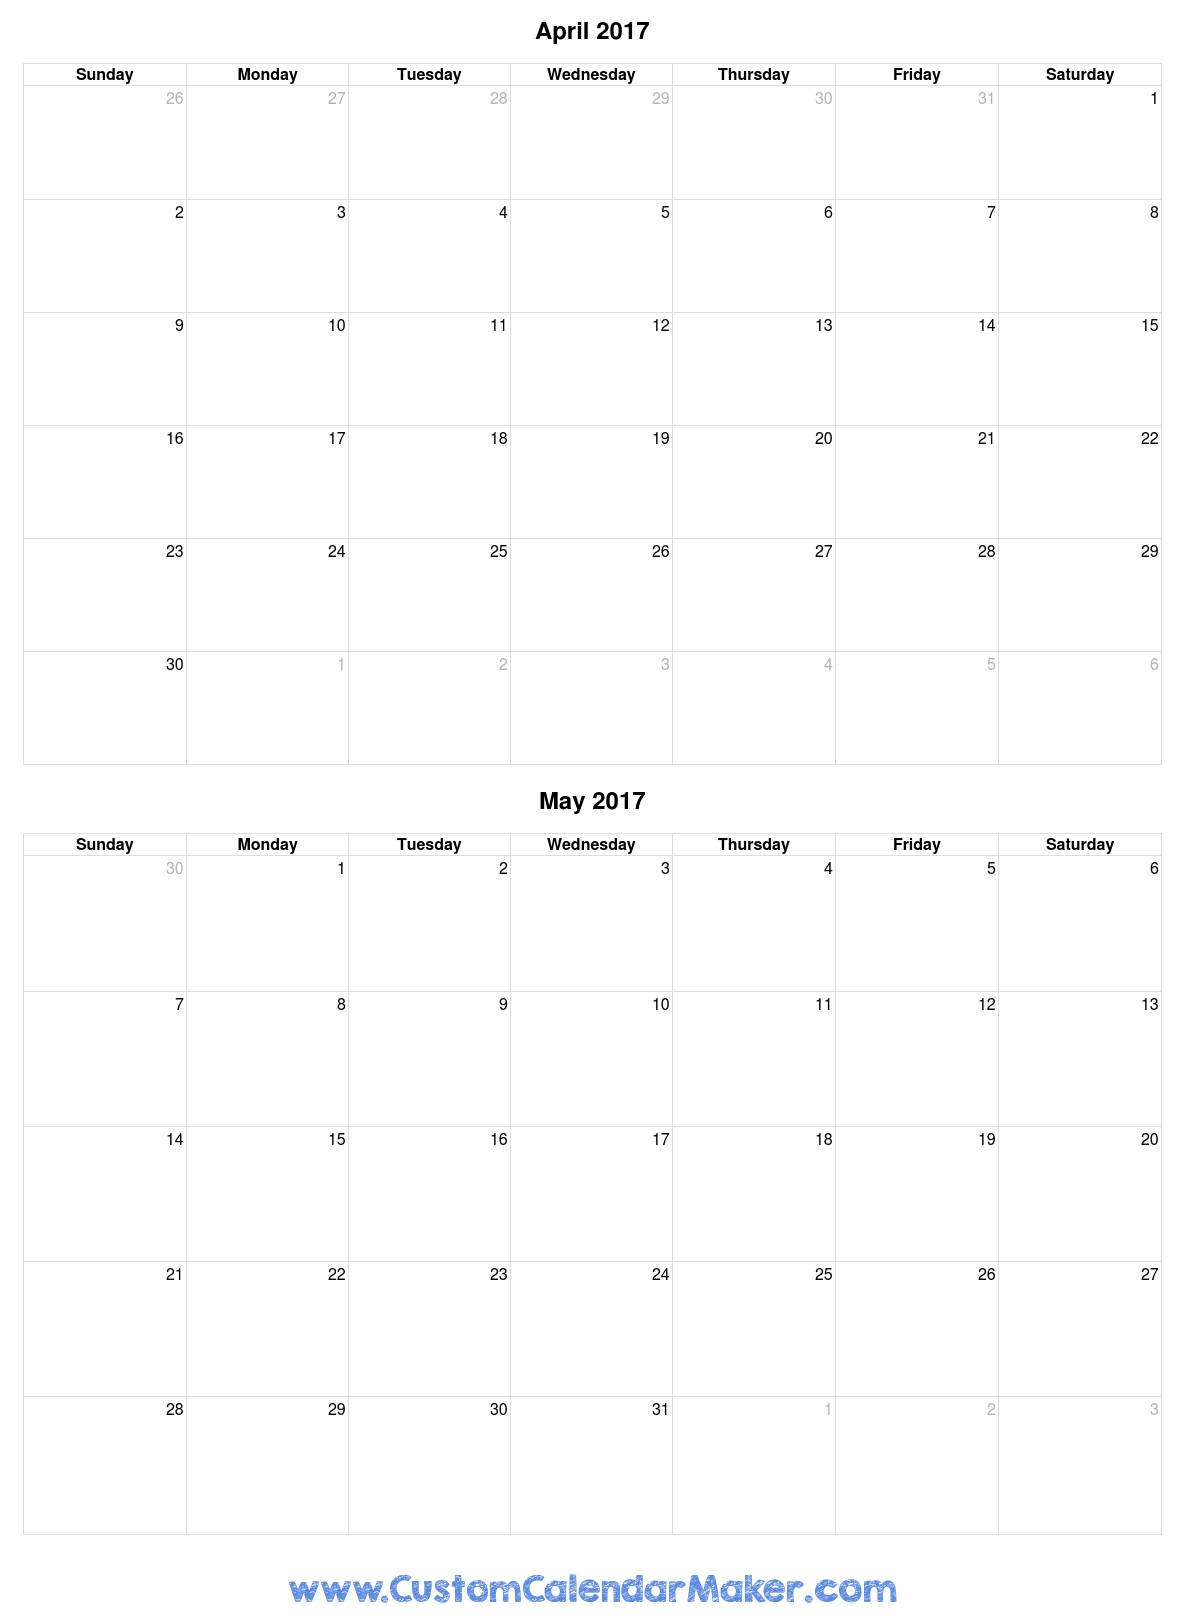 April 2017
Sunday Monday Tuesday Wednesday Thursday Friday Saturday
26 27 28 29 30 31 1
2 3 4 5 6 7 8
9 10 11 12 13 14 15
16 17 18 19 20 21 22
23 24 25 26 27 28 29
30 1 2 3 4 5 6
May 2017
Sunday Monday Tuesday Wednesday Thursday Friday Saturday
30 1 2 3 4 5 6
7 8 9 10 11 12 13
14 15 16 17 18 19 20
21 22 23 24 25 26 27
28 29 30 31 1 2 3
www.CustomCalendarMaker.com